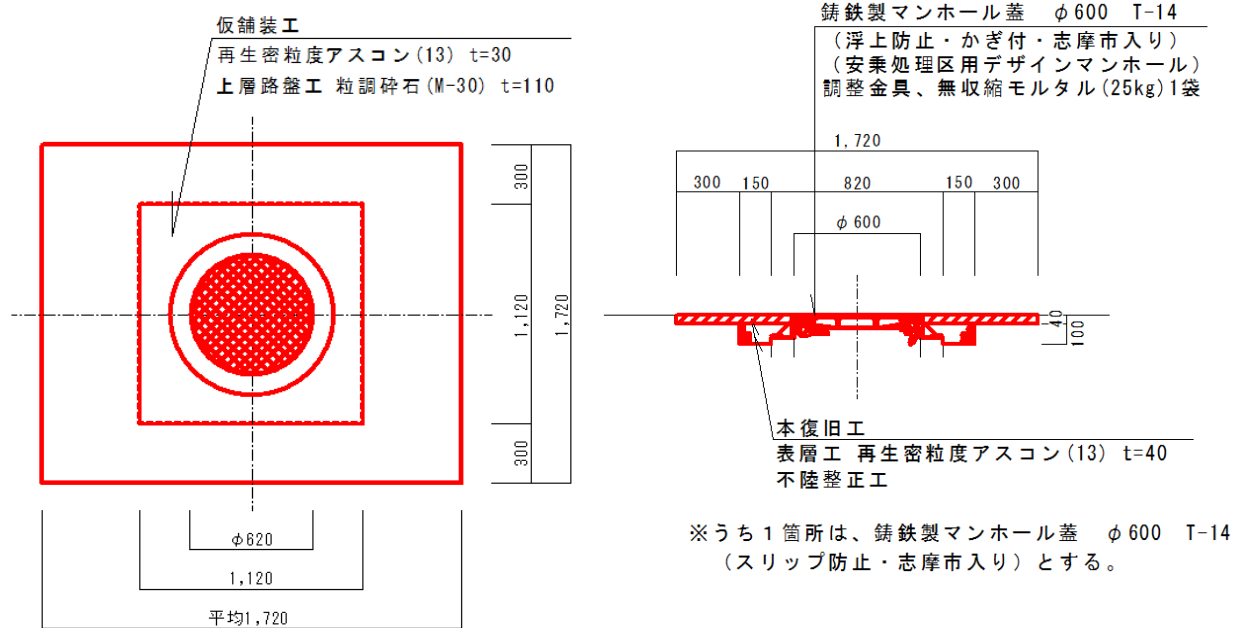 仮舗装工
再生密粒度アスコン(13) t=30
上層路盤工 粒調砕石(M-30) t=110
300
1,120
1,720
300
φ620
1,120
平均1,720
鋳鉄製マンホール蓋 φ600 T-14
(浮上防止・かぎ付・志摩市入り)
(安乗処理区用デザインマンホール)
調整金具、無収縮モルタル(25kg)1袋
1,720
300 150 820 150 300
φ600
40
100
本復旧工
表層工 再生密粒度アスコン(13) t=40
不陸整正工
※うち1箇所は、鋳鉄製マンホール蓋 φ600 T-14
(スリップ防止・志摩市入り)とする。